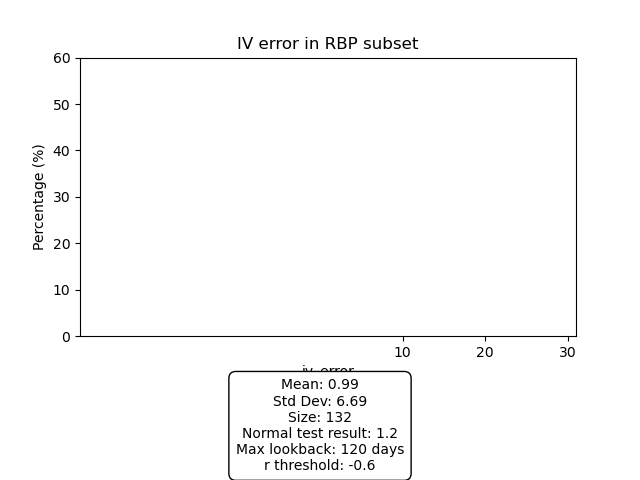 IV error in RBP subset
60
50
40
30
20
10
0
Percentage (%)
10 20 30
iv_error
Mean: 0.99
Std Dev: 6.69
Size: 132
Normal test result: 1.2
Max lookback: 120 days
r threshold: -0.6